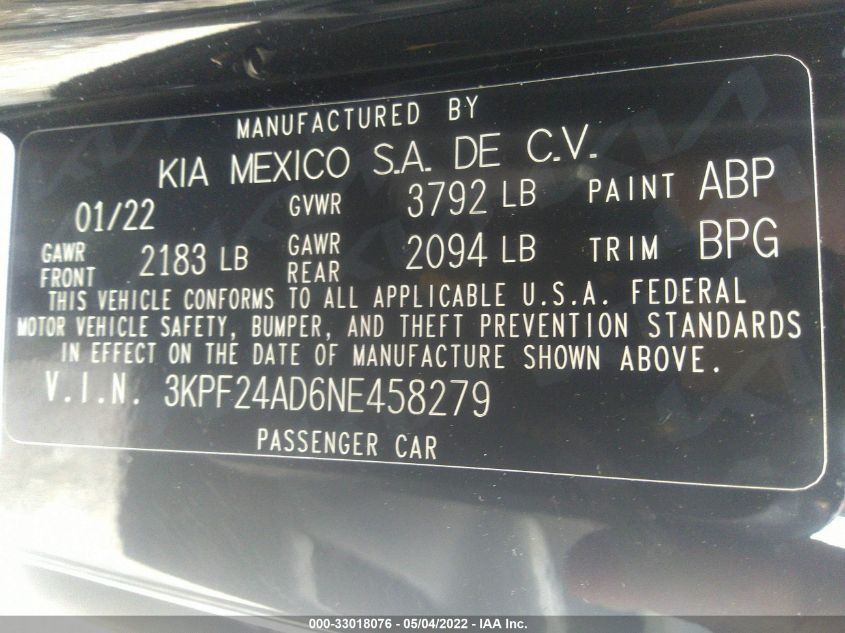 MANUFACTURED BY
KIA MEXICO S.A. DE C.V.
01/22 GVWR 3792 LB PAINT ABP
GAWR FRONT 2183 LB GAWR REAR 2094 LB TRIM BPG
THIS VEHICLE CONFORMS TO ALL APPLICABLE U.S.A. FEDERAL
MOTOR VEHICLE SAFETY, BUMPER, AND THEFT PREVENTION STANDARDS
IN EFFECT ON THE DATE OF MANUFACTURE SHOWN ABOVE.
V.I.N. 3KPF24AD6NE458279
PASSENGER CAR
000-33018076 - 05/04/2022 - IAA Inc.